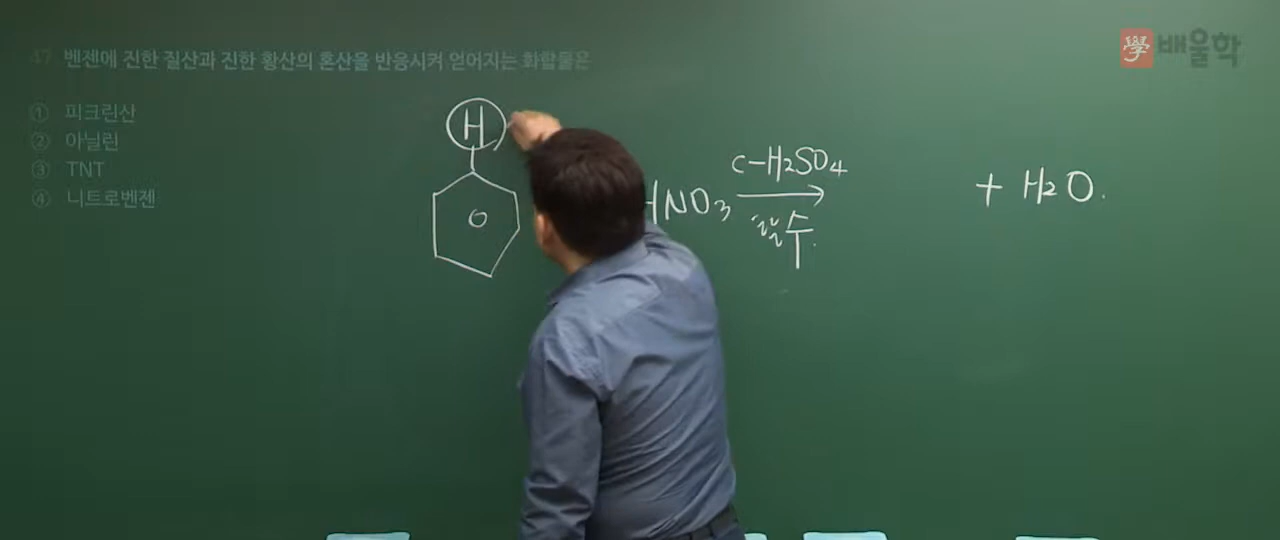 學 배울학
47 벤젠에 진한 질산과 진한 황산의 혼산을 반응시켜 얻어지는 화합물은
① 피크린산
② 아닐린
③ TNT
④ 니트로벤젠
H
HNO₃
c-H₂SO₄
탈수.
+ H₂O.